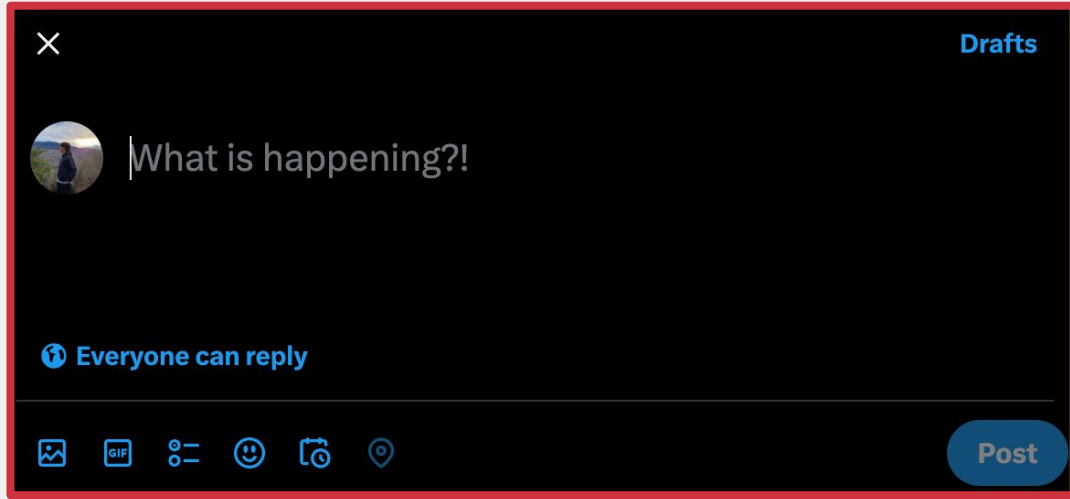 Drafts
What is happening?!
Everyone can reply
GIF
Post